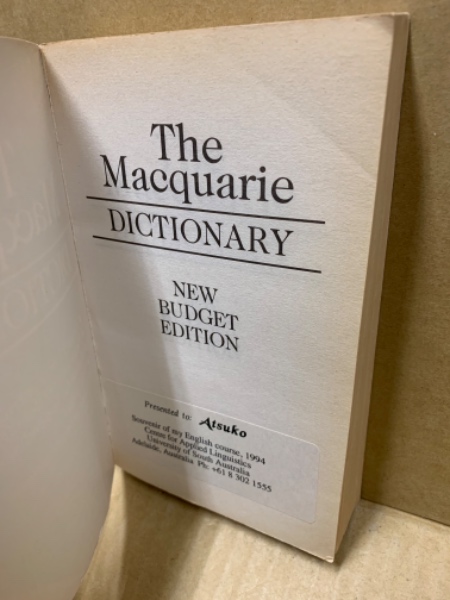 The
Macquarie
DICTIONARY
NEW
BUDGET
EDITION
Presented to: Atsuko
Souvenir of my English course, 1994
Centre for Applied Linguistics
University of South Australia
Adelaide, Australia Ph: +61 8 302 1555